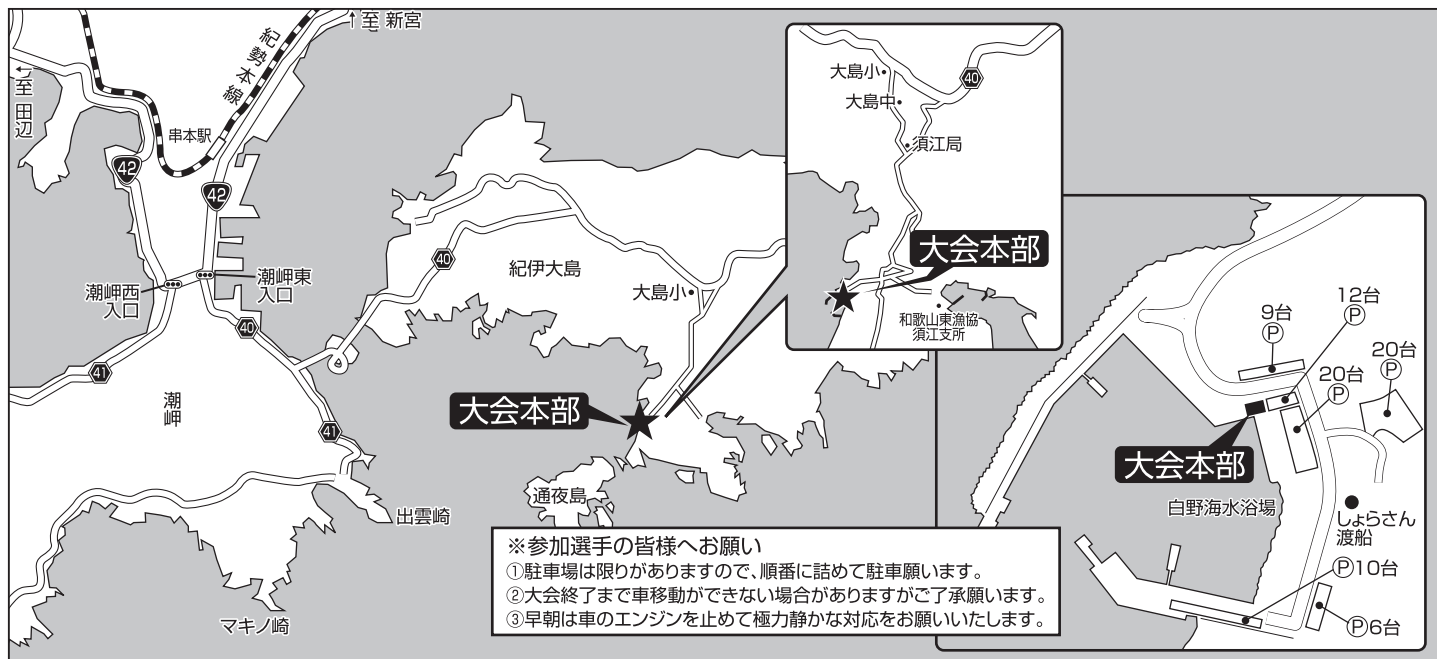 ↑至 新宮
紀勢本線
←至 田辺
串本駅
42
42
潮岬西
入口
潮岬東
入口
40
41
潮岬
41
40
紀伊大島
大島小
大会本部
通夜島
出雲崎
マキノ崎
大島小
40
大島中
須江局
大会本部
和歌山東漁協
須江支所
9台
Ⓟ
12台
Ⓟ
20台
Ⓟ
20台
Ⓟ
大会本部
白野海水浴場
しょらさん
渡船
Ⓟ10台
Ⓟ6台
※参加選手の皆様へお願い
①駐車場は限りがありますので、順番に詰めて駐車願います。
②大会終了まで車移動ができない場合がありますがご了承願います。
③早朝は車のエンジンを止めて極力静かな対応をお願いいたします。